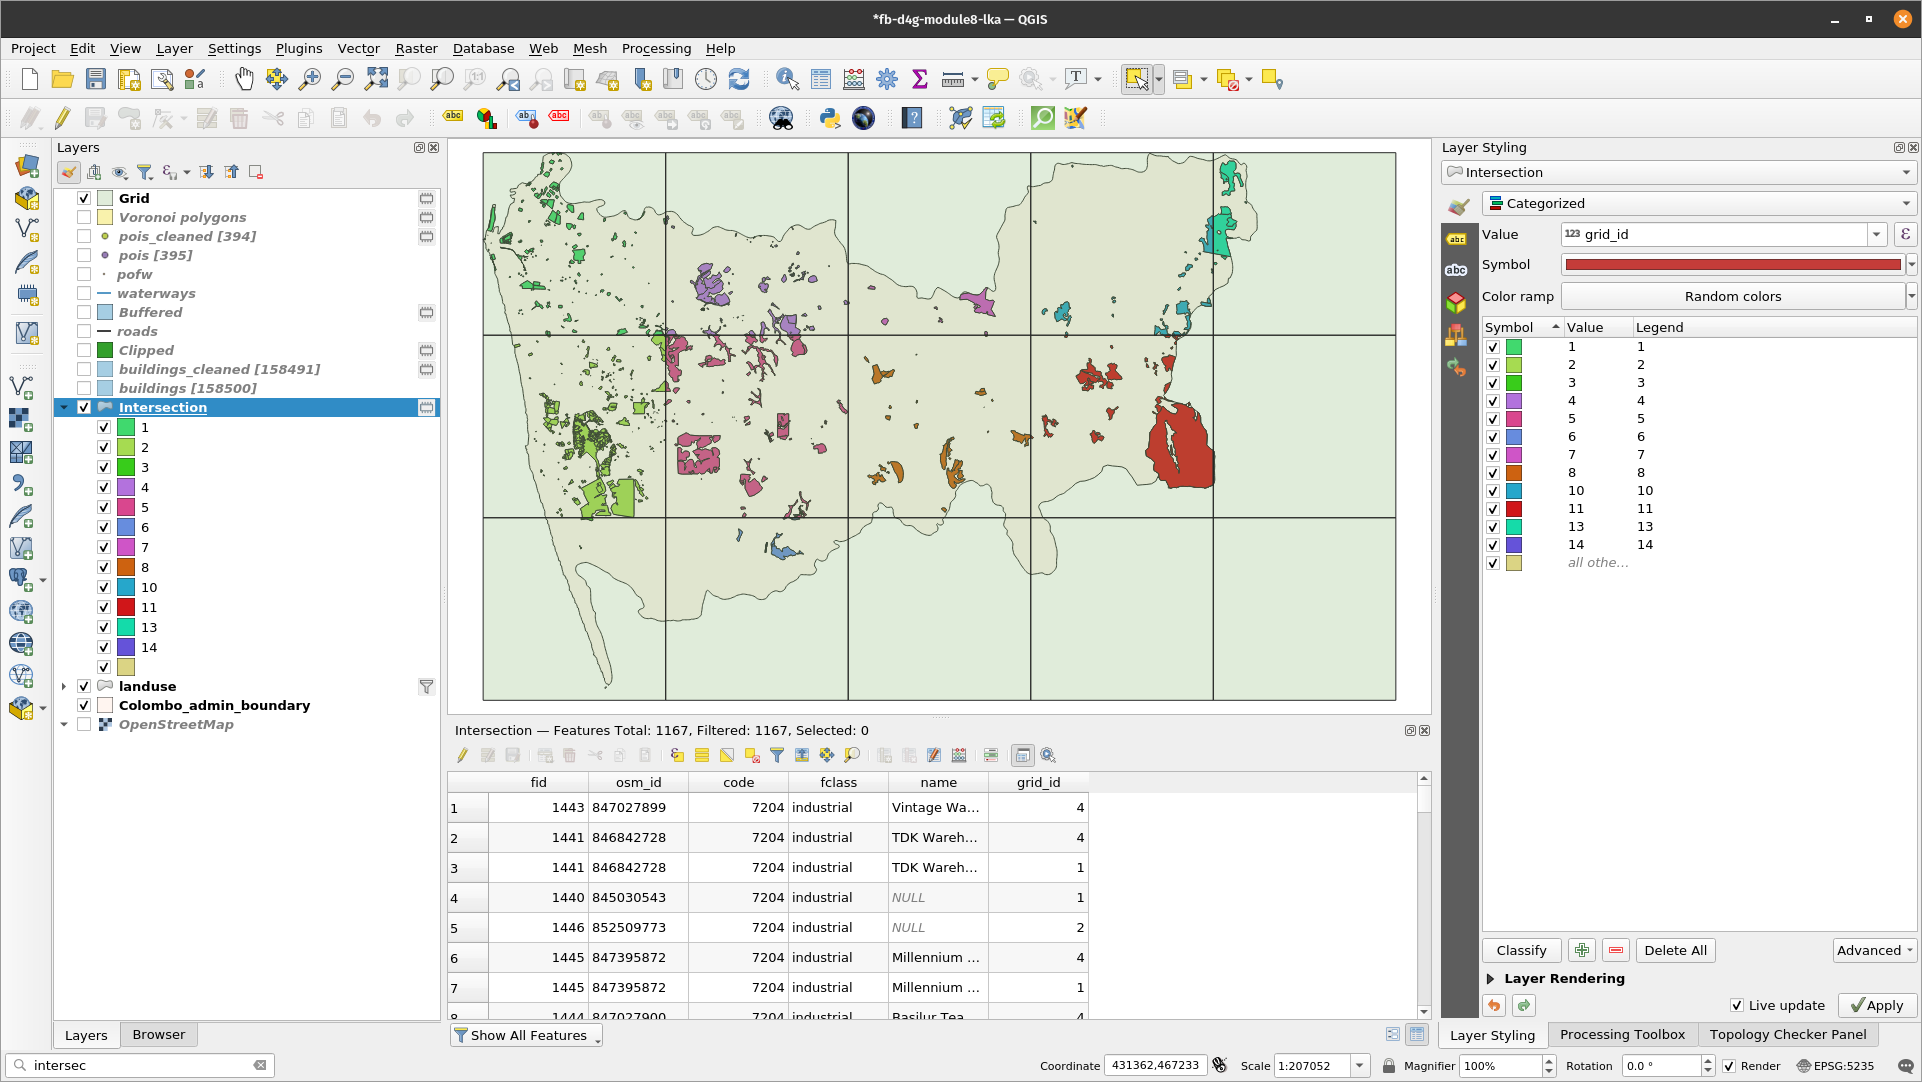 *fb-d4g-module8-lka — QGIS
Project Edit View Layer Settings Plugins Vector Raster Database Web Mesh Processing Help
Layers
Grid
Voronoi polygons
pois_cleaned [394]
pois [395]
pofw
waterways
Buffered
roads
Clipped
buildings_cleaned [158491]
buildings [158500]
Intersection
1
2
3
4
5
6
7
8
10
11
13
14
landuse
Colombo_admin_boundary
OpenStreetMap
Layers Browser
intersec
Intersection — Features Total: 1167, Filtered: 1167, Selected: 0
fid osm_id code fclass name grid_id
1 1443 847027899 7204 industrial Vintage Wa... 4
2 1441 846842728 7204 industrial TDK Wareh... 4
3 1441 846842728 7204 industrial TDK Wareh... 1
4 1440 845030543 7204 industrial NULL 1
5 1446 852509773 7204 industrial NULL 2
6 1445 847395872 7204 industrial Millennium ... 4
7 1445 847395872 7204 industrial Millennium ... 1
8 1444 847027900 7204 industrial Basilur Tea 4
Show All Features
Layer Styling
Intersection
Categorized
Value 123 grid_id ε
Symbol
Color ramp Random colors
Symbol Value Legend
1 1
2 2
3 3
4 4
5 5
6 6
7 7
8 8
10 10
11 11
13 13
14 14
all othe...
Classify Delete All Advanced
Layer Rendering
Live update Apply
Layer Styling Processing Toolbox Topology Checker Panel
Coordinate 431362,467233 Scale 1:207052 Magnifier 100% Rotation 0.0 ° Render EPSG:5235